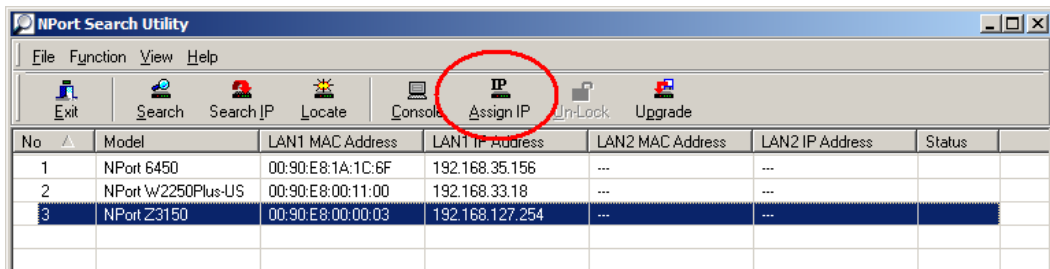 NPort Search Utility
File Function View Help
Exit Search Search IP Locate Console Assign IP Un-Lock Upgrade
No Model LAN1 MAC Address LAN1 IP Address LAN2 MAC Address LAN2 IP Address Status
1 NPort 6450 00:90:E8:1A:1C:6F 192.168.35.156 --- ---
2 NPort W2250Plus-US 00:90:E8:00:11:00 192.168.33.18 --- ---
3 NPort Z3150 00:90:E8:00:00:03 192.168.127.254 --- ---